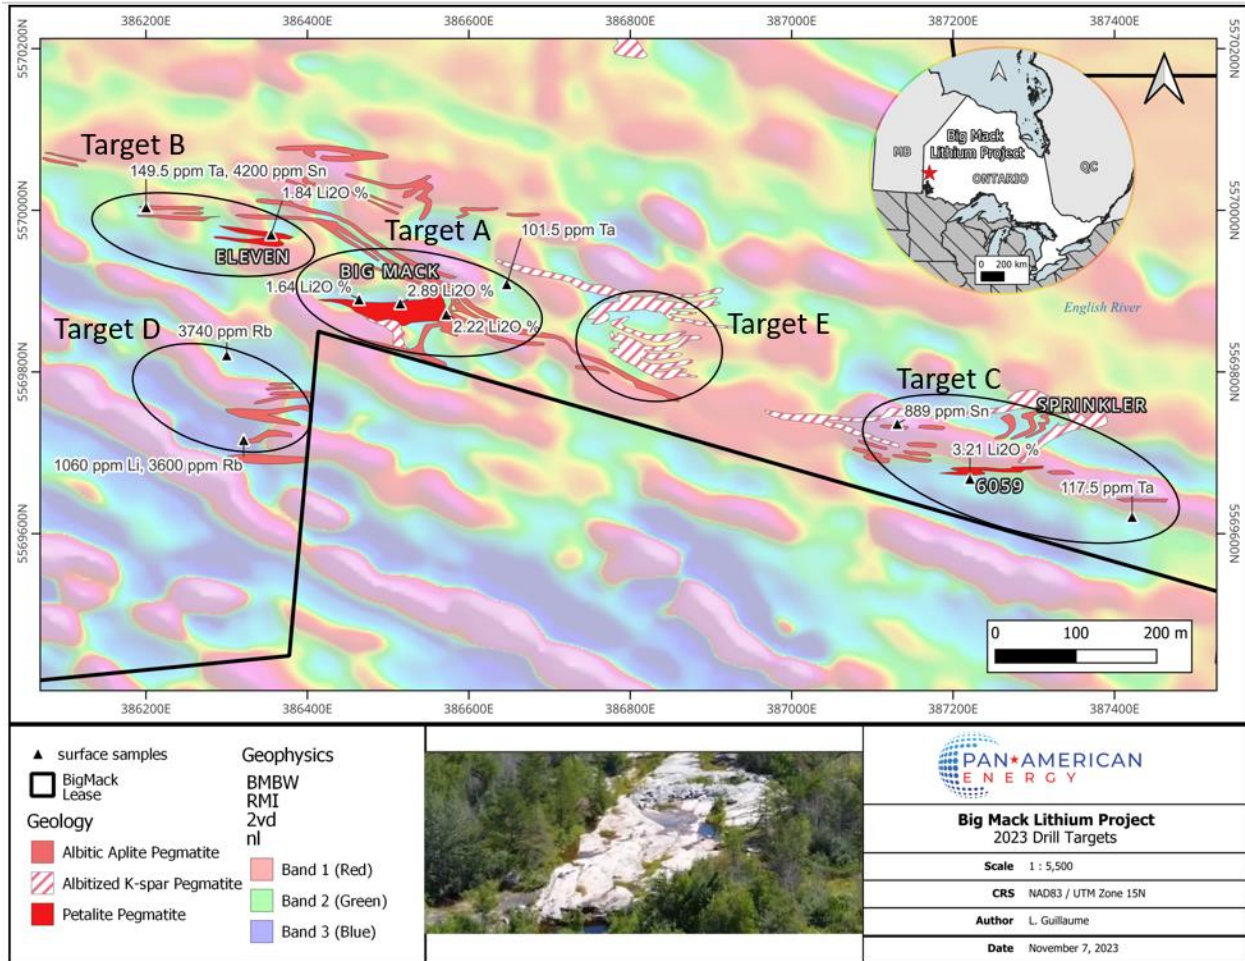 386200E 386400E 386600E 386800E 387000E 387200E 387400E
5570200N
5570200N
MB
Big Mack
Lithium Project
ONTARIO
QC
0 200 km
English River
Target B
149.5 ppm Ta, 4200 ppm Sn
1.84 Li2O %
ELEVEN
5570000N
5570000N
Target A
101.5 ppm Ta
BIG MACK
1.64 Li2O %
2.89 Li2O %
2.22 Li2O %
Target D
3740 ppm Rb
1060 ppm Li, 3600 ppm Rb
Target E
5569800N
5569800N
Target C
889 ppm Sn
SPRINKLER
3.21 Li2O %
6059
117.5 ppm Ta
5569600N
5569600N
0 100 200 m
386200E 386400E 386600E 386800E 387000E 387200E 387400E
surface samples
BigMack
Lease
Geology
Albitic Aplite Pegmatite
Albitized K-spar Pegmatite
Petalite Pegmatite
Geophysics
BMBW
RMI
2vd
nl
Band 1 (Red)
Band 2 (Green)
Band 3 (Blue)
PAN AMERICAN
ENERGY
Big Mack Lithium Project
2023 Drill Targets
Scale 1 : 5,500
CRS NAD83 / UTM Zone 15N
Author L. Guillaume
Date November 7, 2023